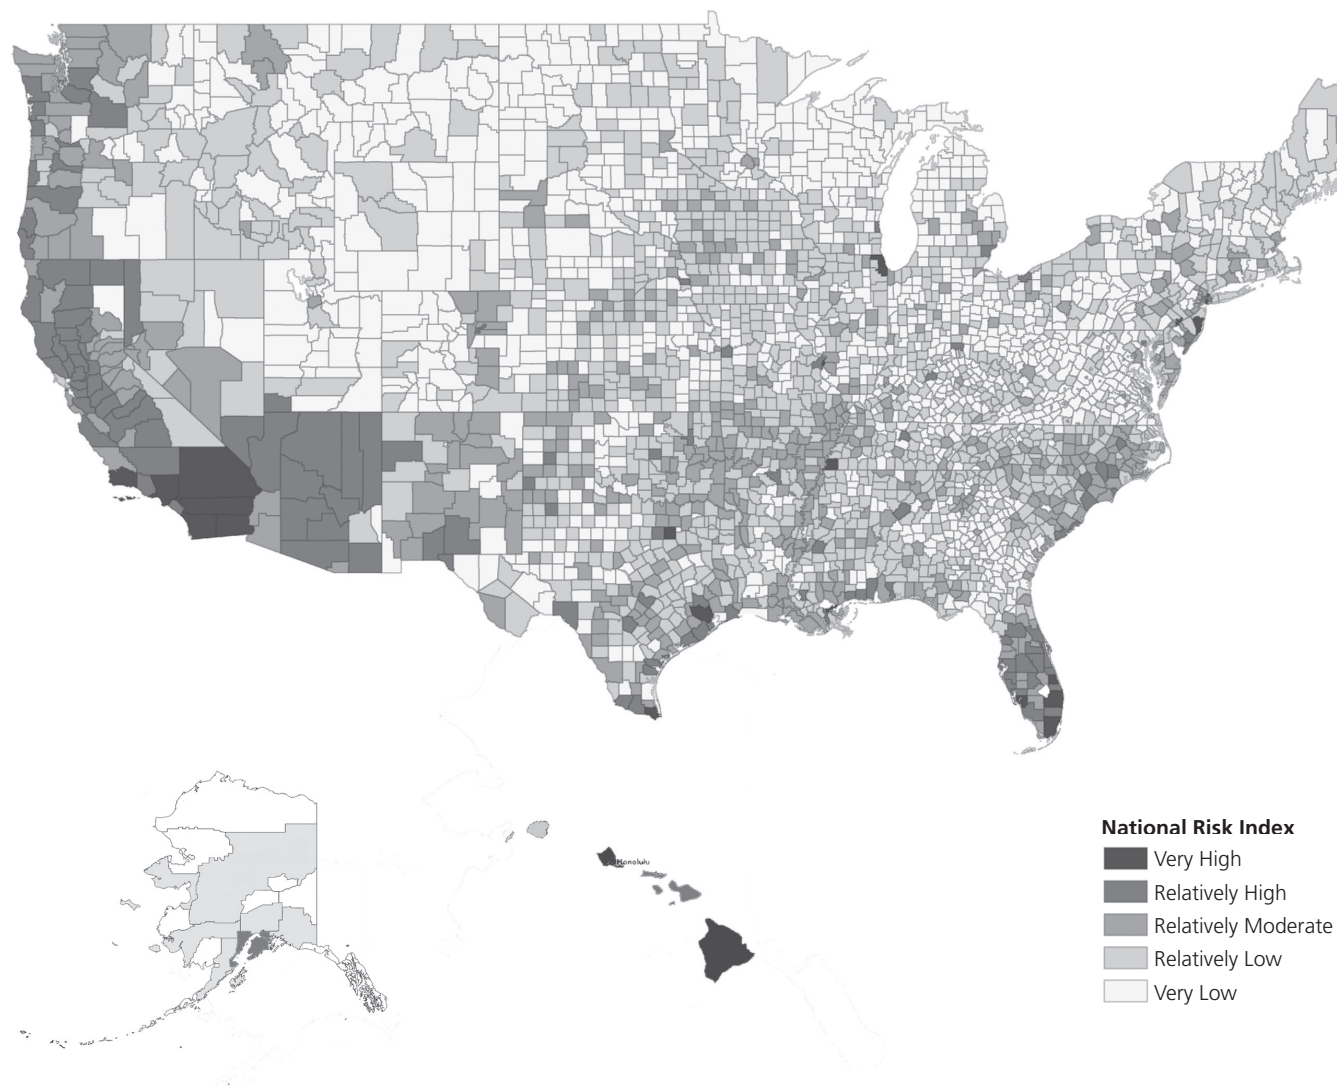 Honolulu
National Risk Index
Very High
Relatively High
Relatively Moderate
Relatively Low
Very Low